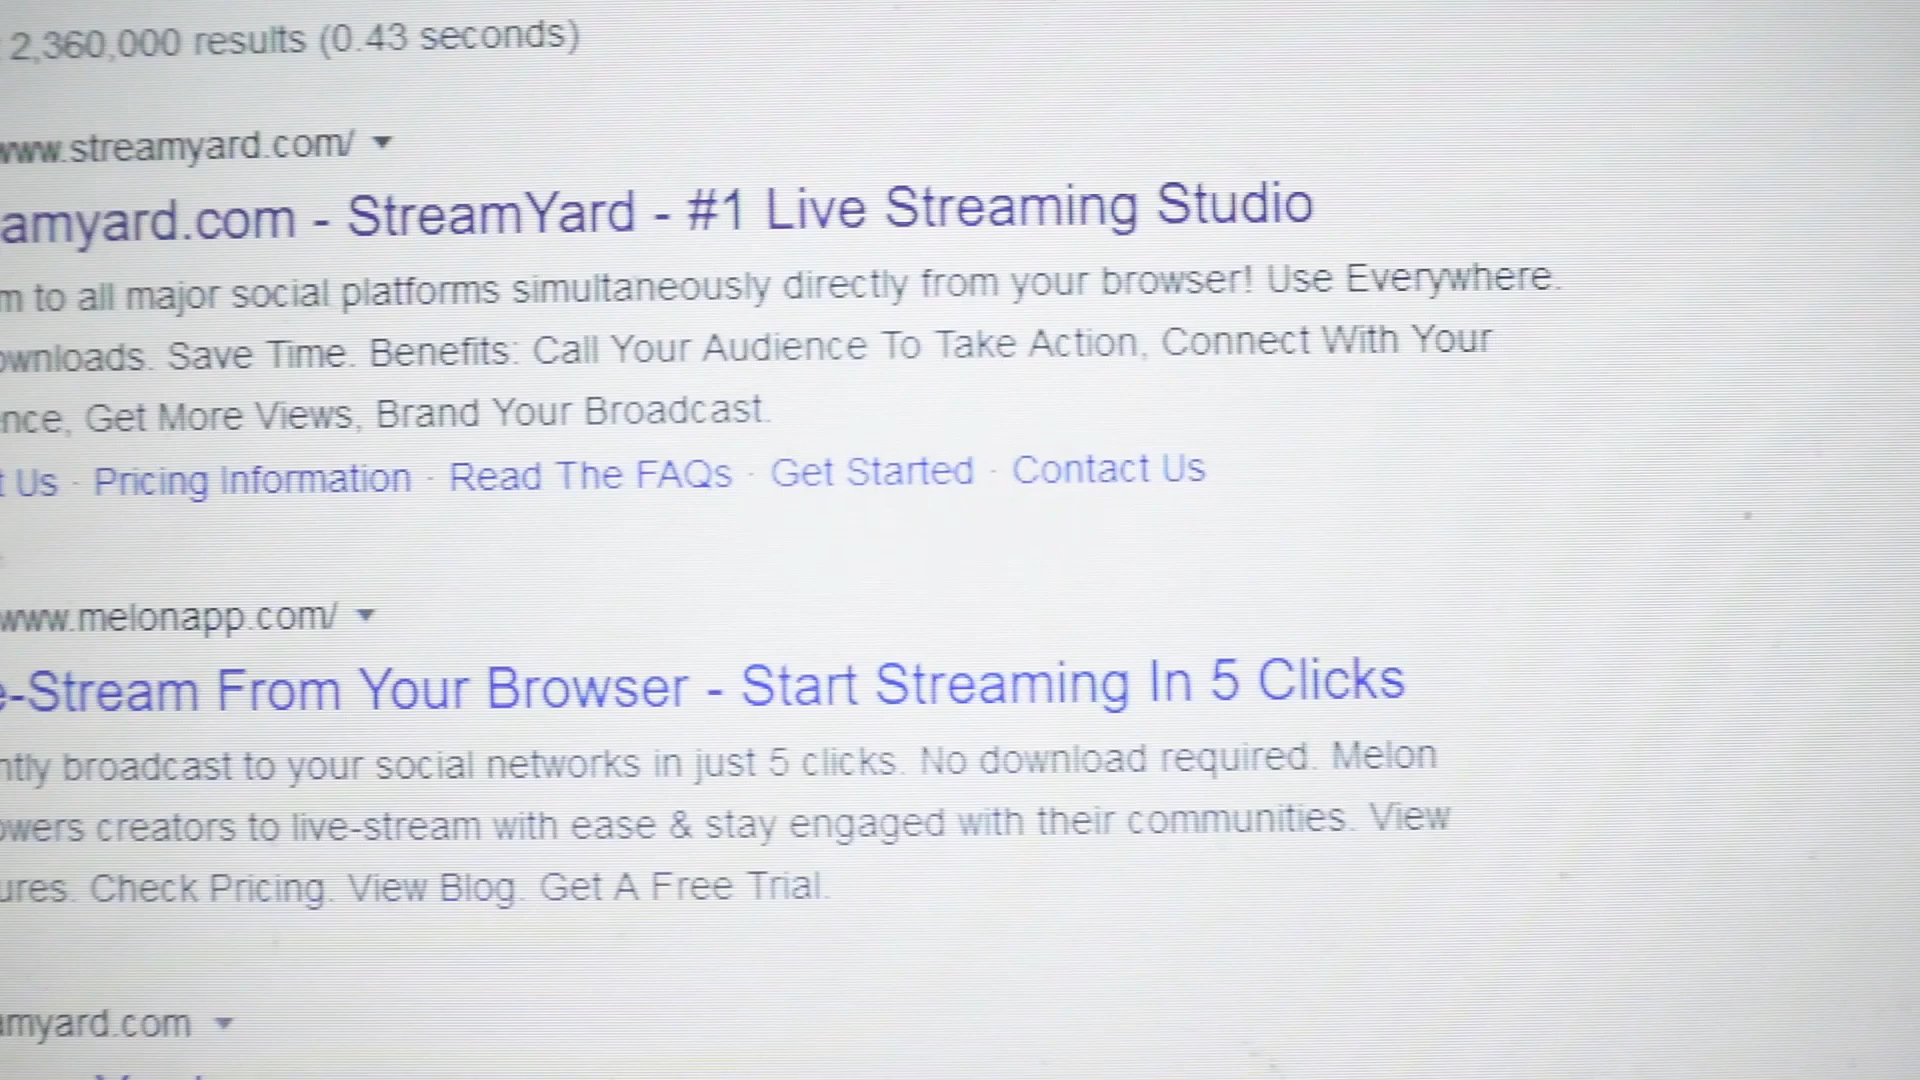 2,360,000 results (0.43 seconds)
www.streamyard.com/
amyard.com - StreamYard - #1 Live Streaming Studio
m to all major social platforms simultaneously directly from your browser! Use Everywhere.
ownloads. Save Time. Benefits: Call Your Audience To Take Action, Connect With Your
nce, Get More Views, Brand Your Broadcast.
t Us · Pricing Information · Read The FAQs · Get Started · Contact Us
www.melonapp.com/
e-Stream From Your Browser - Start Streaming In 5 Clicks
ntly broadcast to your social networks in just 5 clicks. No download required. Melon
owers creators to live-stream with ease & stay engaged with their communities. View
ures. Check Pricing. View Blog. Get A Free Trial.
amyard.com